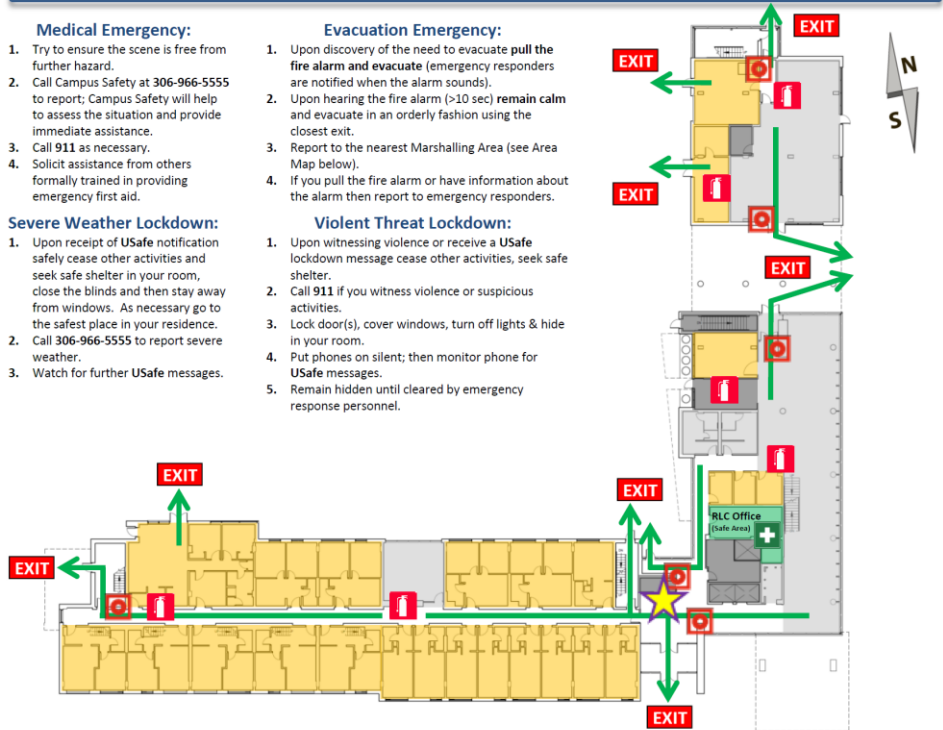 Medical Emergency:
1. Try to ensure the scene is free from
further hazard.
2. Call Campus Safety at 306-966-5555
to report; Campus Safety will help
to assess the situation and provide
immediate assistance.
3. Call 911 as necessary.
4. Solicit assistance from others
formally trained in providing
emergency first aid.
Severe Weather Lockdown:
1. Upon receipt of USafe notification
safely cease other activities and
seek safe shelter in your room,
close the blinds and then stay away
from windows. As necessary go to
the safest place in your residence.
2. Call 306-966-5555 to report severe
weather.
3. Watch for further USafe messages.
Evacuation Emergency:
1. Upon discovery of the need to evacuate pull the
fire alarm and evacuate (emergency responders
are notified when the alarm sounds).
2. Upon hearing the fire alarm (>10 sec) remain calm
and evacuate in an orderly fashion using the
closest exit.
3. Report to the nearest Marshalling Area (see Area
Map below).
4. If you pull the fire alarm or have information about
the alarm then report to emergency responders.
Violent Threat Lockdown:
1. Upon witnessing violence or receive a USafe
lockdown message cease other activities, seek safe
shelter.
2. Call 911 if you witness violence or suspicious
activities.
3. Lock door(s), cover windows, turn off lights & hide
in your room.
4. Put phones on silent; then monitor phone for
USafe messages.
5. Remain hidden until cleared by emergency
response personnel.
EXIT
EXIT
N
S
EXIT
EXIT
EXIT
EXIT
RLC Office
(Safe Area)
EXIT
EXIT
EXIT